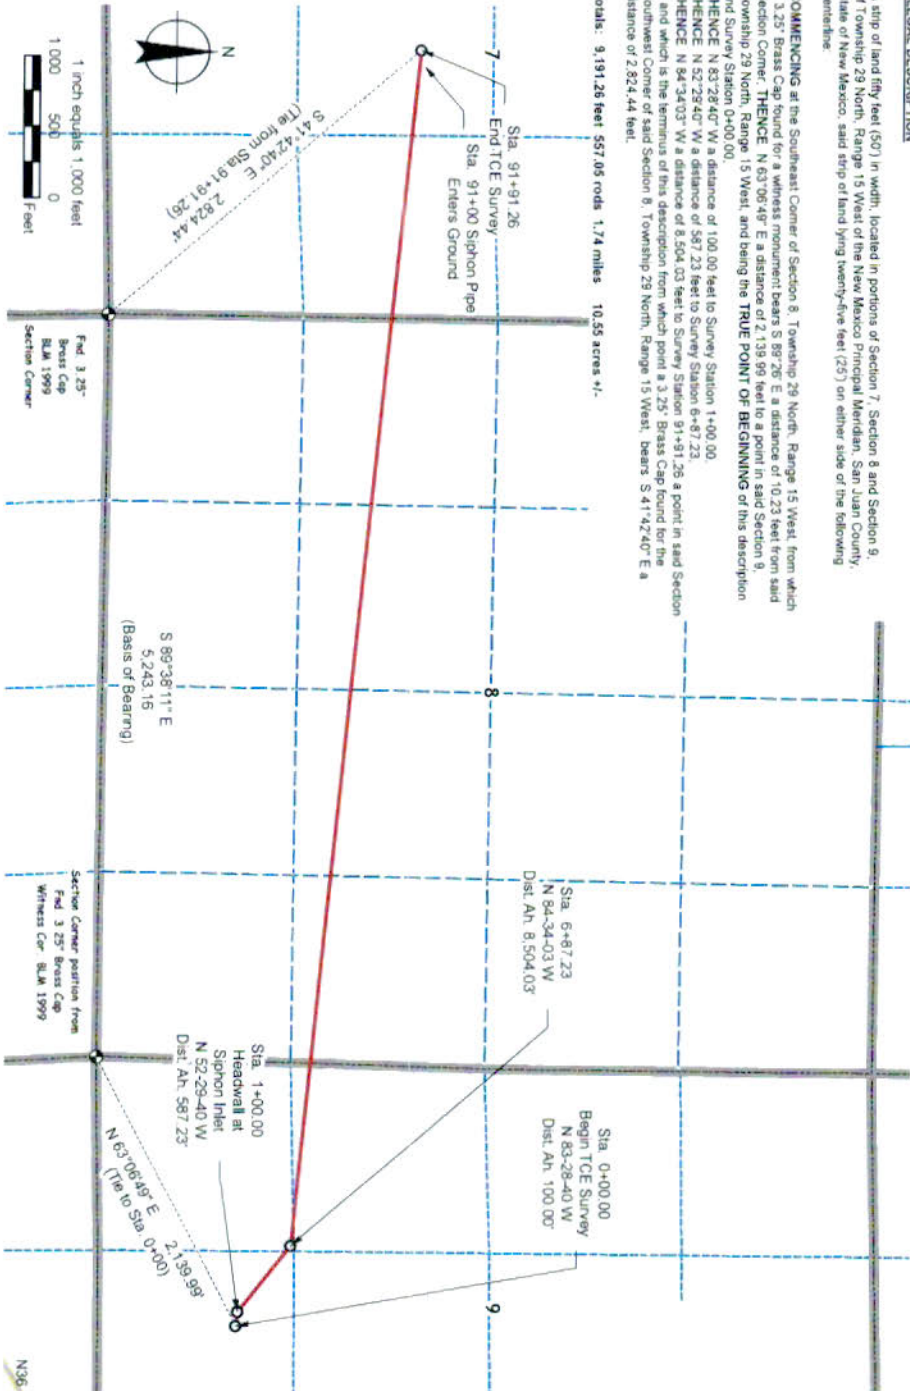 strip of land fifty feet (50') in width, located in portions of Section 7, Section 8 and Section 9,
Township 29 North, Range 15 West of the New Mexico Principal Meridian, San Juan County,
of New Mexico, said strip of land lying twenty-five feet (25') on either side of the following
COMMENCING at the Southeast Corner of Section 8, Township 29 North, Range 15 West, from which
3.25" Brass Cap found for a witness monument bears S 89°26' E a distance of 10.23 feet from said
Section Corner, THENCE N 63°06'49" E a distance of 2,139.99 feet to a point in said Section 9,
Township 29 North, Range 15 West, and being the TRUE POINT OF BEGINNING of this description
and Survey Station 0+00.00,
THENCE N 83°28'40" W a distance of 100.00 feet to Survey Station 1+00.00,
THENCE N 52°29'40" W a distance of 587.23 feet to Survey Station 6+87.23,
THENCE N 84°34'03" W a distance of 8,504.03 feet to Survey Station 91+91.26 a point in said Section
and which is the terminus of this description from which point a 3.25" Brass Cap found for the
Southwest Corner of said Section 8, Township 29 North, Range 15 West, bears S 41°42'40" E a
distance of 2,824.44 feet.
otals: 9,191.26 feet 557.05 rods 1.74 miles 10.55 acres +/-
7
8
9
Sta. 91+91.26
End TCE Survey
Sta. 91+00 Siphon Pipe
Enters Ground
Sta. 6+87.23
N 84-34-03 W
Dist. Ah. 8,504.03'
Sta. 0+00.00
Begin TCE Survey
N 83-28-40 W
Dist. Ah. 100.00'
Sta. 1+00.00
Headwall at
Siphon Inlet
N 52-29-40 W
Dist. Ah. 587.23'
S 41°42'40" E
2,824.44'
(Tie from Sta.91+91.26)
N 63°06'49" E 2,139.99'
(Tie to Sta. 0+00)
S 89°38'11" E
5,243.16
(Basis of Bearing)
Fnd. 3.25"
Brass Cap
BLM 1999
Section Corner
Section Corner position from
Fnd 3.25" Brass Cap
Witness Cor. BLM 1999
N
1 inch equals 1,000 feet
1 000 500 0
Feet
N36